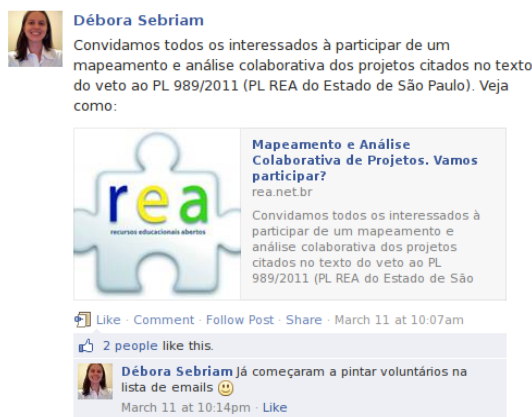 Débora Sebriam
Convidamos todos os interessados à participar de um
mapeamento e análise colaborativa dos projetos citados no texto
do veto ao PL 989/2011 (PL REA do Estado de São Paulo). Veja
como:
rea
recursos educacionais abertos
Mapeamento e Análise
Colaborativa de Projetos. Vamos
participar?
rea.net.br
Convidamos todos os interessados à
participar de um mapeamento e
análise colaborativa dos projetos
citados no texto do veto ao PL
989/2011 (PL REA do Estado de São
Like · Comment · Follow Post · Share · March 11 at 10:07am
2 people like this.
Débora Sebriam Já começaram a pintar voluntários na
lista de emails
March 11 at 10:14pm · Like